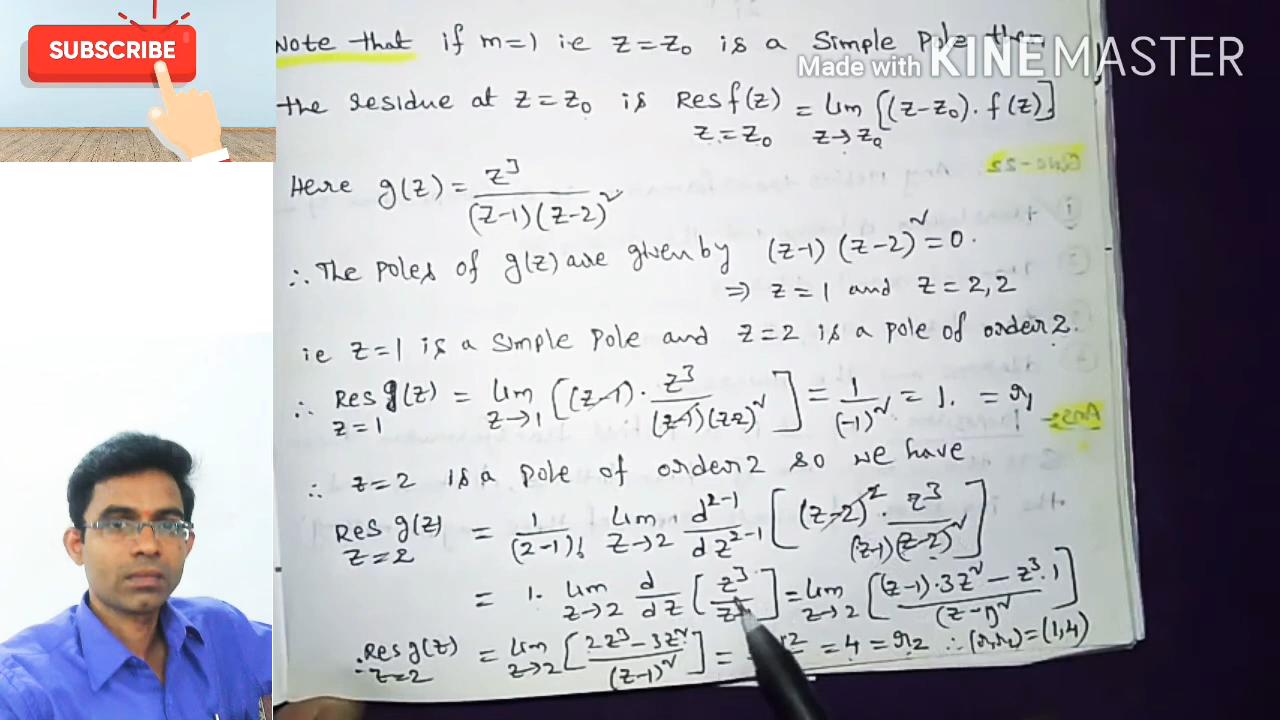 SUBSCRIBE
Note that if m=1 i.e z=z₀ is a Simple Pole then
Made with KINEMASTER
the residue at z=z₀ is Res f(z) z=z₀ = lim z→z₀ [(z-z₀)·f(z)]
Here g(z) = z³/(z-1)(z-2)²
∴ The Poles of g(z) are given by (z-1)(z-2)² = 0.
⇒ z=1 and z=2,2
ie z=1 is a simple Pole and z=2 is a pole of order 2.
∴ Res g(z) z=1 = lim z→1 [(z-1)· z³/(z-1)(z-2)²] = 1/(-1)² = 1. = r₁
∴ z=2 is a Pole of order 2 so we have
Res g(z) z=2 = 1/(2-1)! lim z→2 d²⁻¹/dz²⁻¹ [(z-2)²· z³/(z-1)(z-2)²]
= 1· lim z→2 d/dz [z³/z-1] = lim z→2 [(z-1)·3z² - z³·1/(z-1)²]
∴ Res g(z) z=2 = lim z→2 [2z³-3z²/(z-1)²] = = 4 = r₂ ∴ (r₁,r₂) = (1,4)